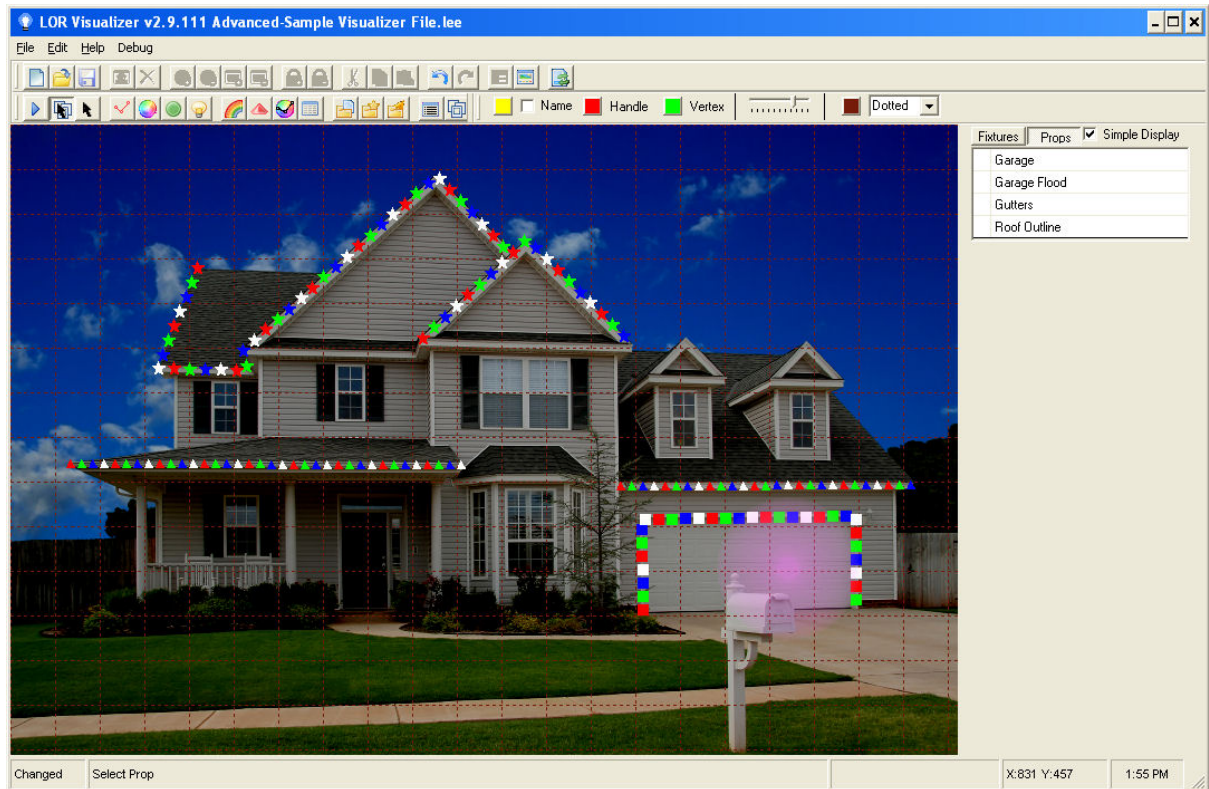 LOR Visualizer v2.9.111 Advanced-Sample Visualizer File.lee
File Edit Help Debug
Name Handle Vertex Dotted
Fixtures Props Simple Display
Garage
Garage Flood
Gutters
Roof Outline
Changed Select Prop X:831 Y:457 1:55 PM